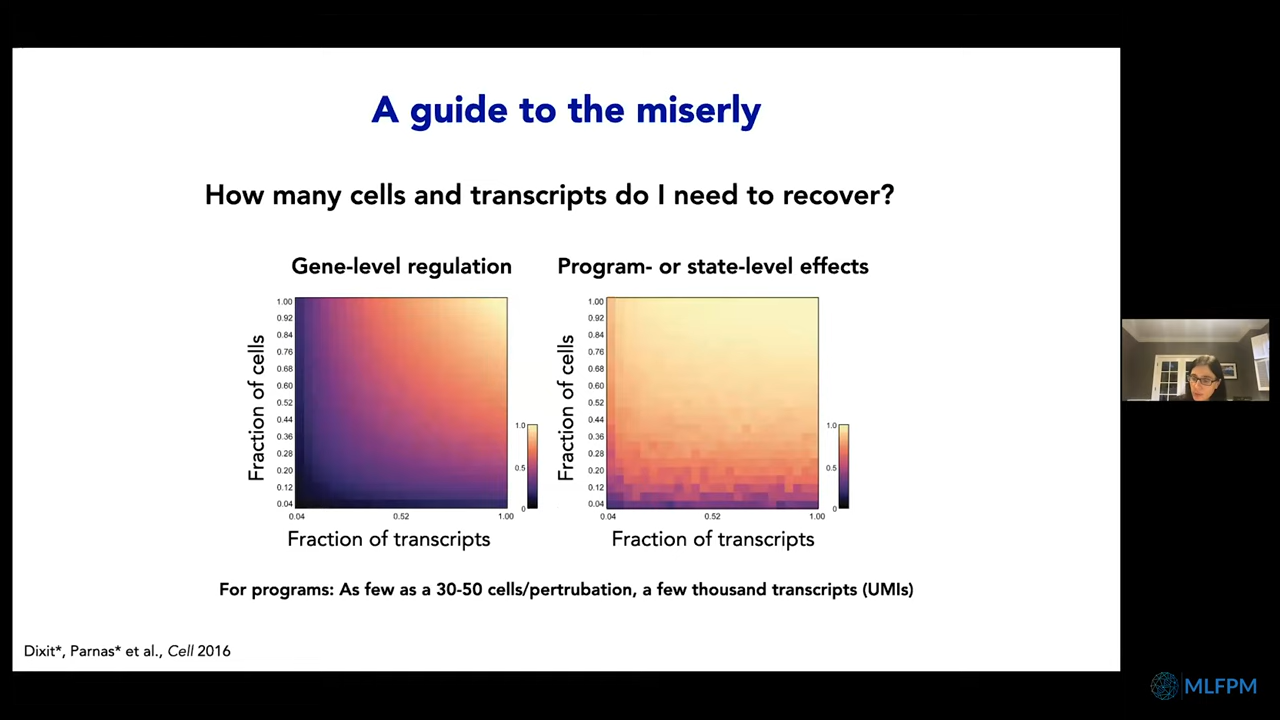 A guide to the miserly
How many cells and transcripts do I need to recover?
Gene-level regulation
Fraction of cells
1.00
0.92
0.84
0.76
0.68
0.60
0.52
0.44
0.36
0.28
0.20
0.12
0.04
0.04 0.52 1.00
Fraction of transcripts
1.0
0.5
0
Program- or state-level effects
Fraction of cells
1.00
0.92
0.84
0.76
0.68
0.60
0.52
0.44
0.36
0.28
0.20
0.12
0.04
0.04 0.52 1.00
Fraction of transcripts
1.0
0.5
0
For programs: As few as a 30-50 cells/pertrubation, a few thousand transcripts (UMIs)
Dixit*, Parnas* et al., Cell 2016
MLFPM